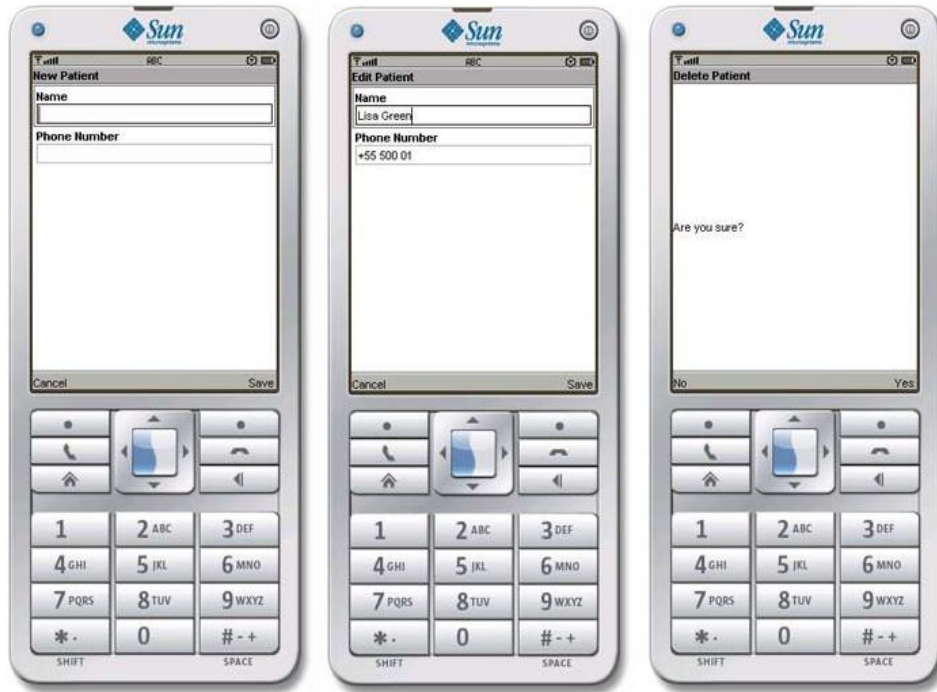 Sun
microsystems
ABC
New Patient
Name
Phone Number
Cancel Save
1 2 ABC 3 DEF
4 GHI 5 JKL 6 MNO
7 PQRS 8 TUV 9 WXYZ
* . 0 # - +
SHIFT SPACE
Sun
microsystems
ABC
Edit Patient
Name
Lisa Green
Phone Number
+55 500 01
Cancel Save
1 2 ABC 3 DEF
4 GHI 5 JKL 6 MNO
7 PQRS 8 TUV 9 WXYZ
* . 0 # - +
SHIFT SPACE
Sun
microsystems
Delete Patient
Are you sure?
No Yes
1 2 ABC 3 DEF
4 GHI 5 JKL 6 MNO
7 PQRS 8 TUV 9 WXYZ
* . 0 # - +
SHIFT SPACE